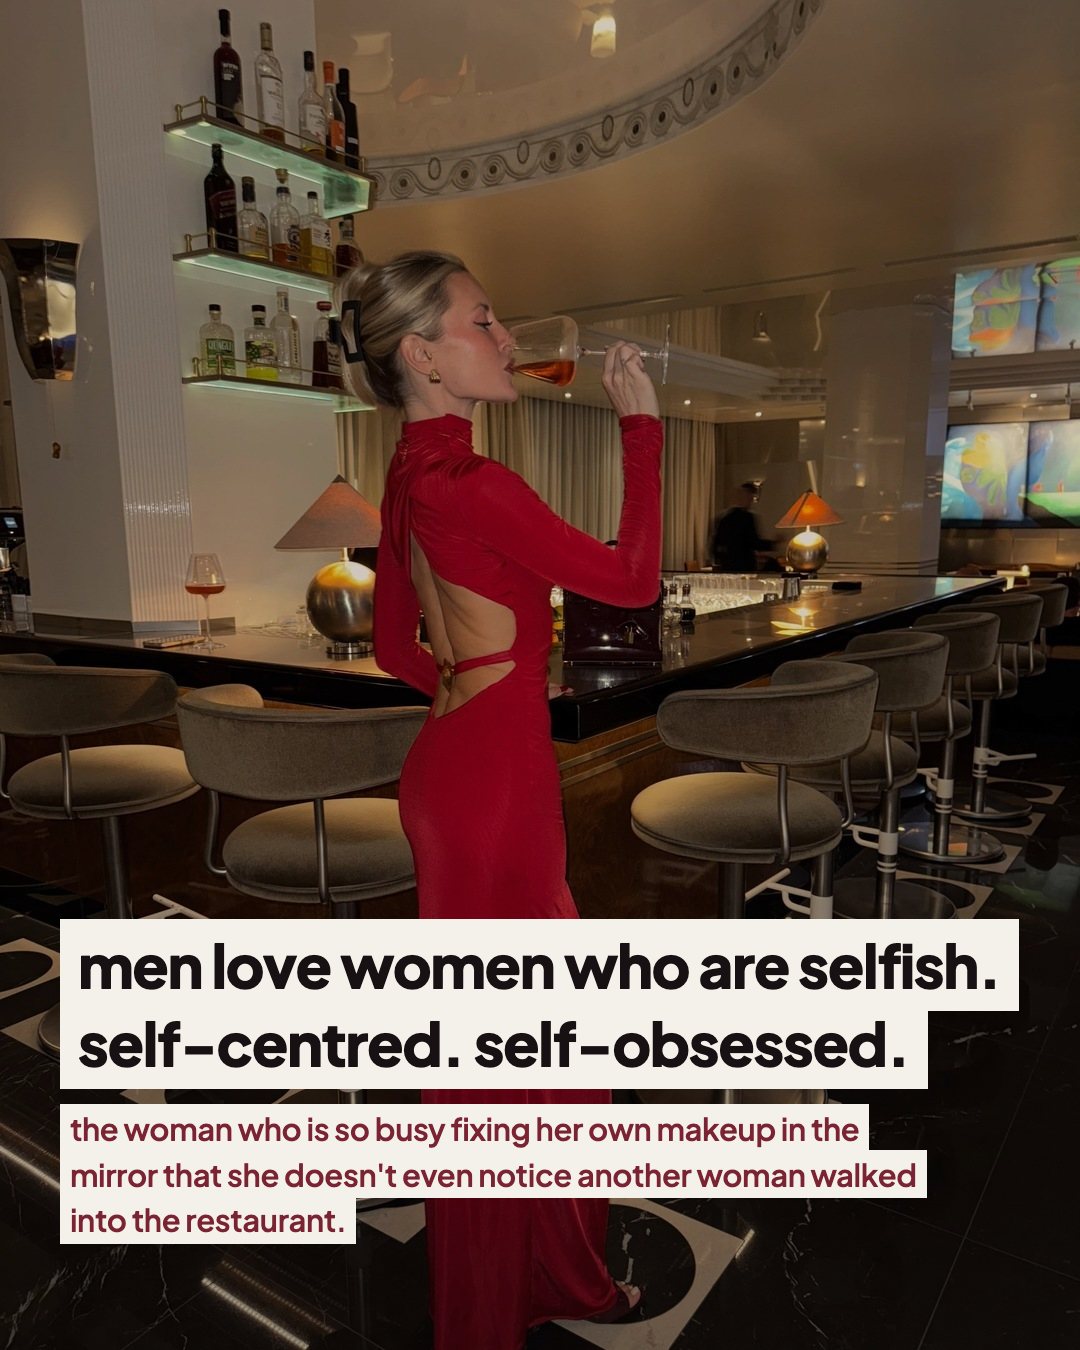 men love women who are selfish.
self-centred. self-obsessed.
the woman who is so busy fixing her own makeup in the
mirror that she doesn't even notice another woman walked
into the restaurant.